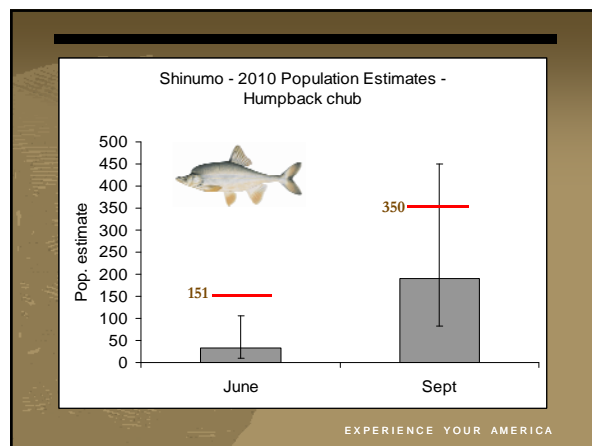 Shinumo - 2010 Population Estimates -
Humpback chub
Pop. estimate
500
450
400
350
300
250
200
150
100
50
0
151
350
June Sept
EXPERIENCE YOUR AMERICA